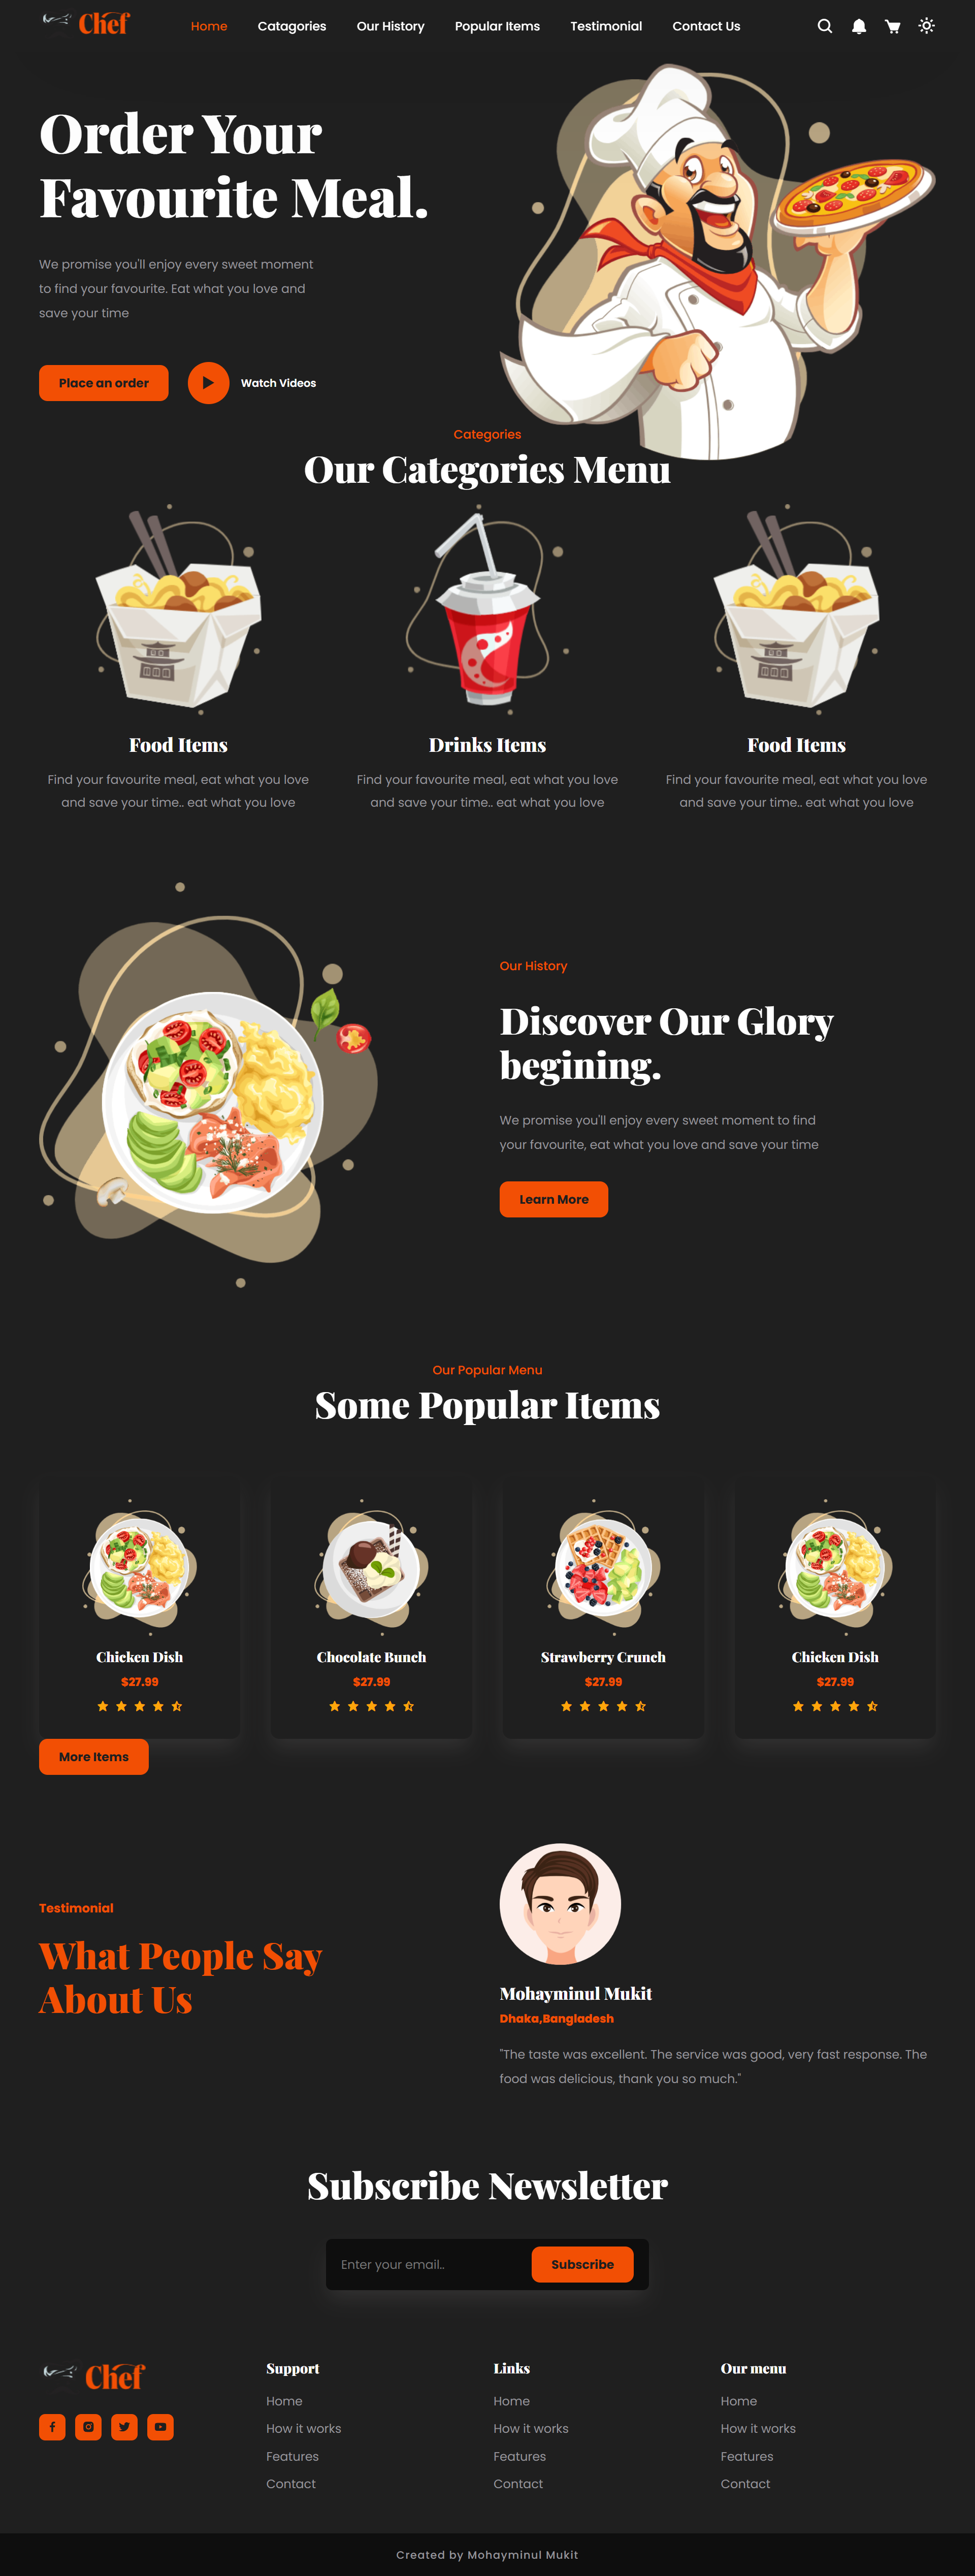 Chef
Home Catagories Our History Popular Items Testimonial Contact Us
Order Your
Favourite Meal.
We promise you'll enjoy every sweet moment
to find your favourite. Eat what you love and
save your time
Place an order Watch Videos
Categories
Our Categories Menu
Food Items
Find your favourite meal, eat what you love
and save your time.. eat what you love
Drinks Items
Find your favourite meal, eat what you love
and save your time.. eat what you love
Food Items
Find your favourite meal, eat what you love
and save your time.. eat what you love
Our History
Discover Our Glory
begining.
We promise you'll enjoy every sweet moment to find
your favourite, eat what you love and save your time
Learn More
Our Popular Menu
Some Popular Items
Chicken Dish
$27.99
Chocolate Bunch
$27.99
Strawberry Crunch
$27.99
Chicken Dish
$27.99
More Items
Testimonial
What People Say
About Us
Mohayminul Mukit
Dhaka,Bangladesh
"The taste was excellent. The service was good, very fast response. The
food was delicious, thank you so much."
Subscribe Newsletter
Enter your email.. Subscribe
Chef
Support
Home
How it works
Features
Contact
Links
Home
How it works
Features
Contact
Our menu
Home
How it works
Features
Contact
Created by Mohayminul Mukit